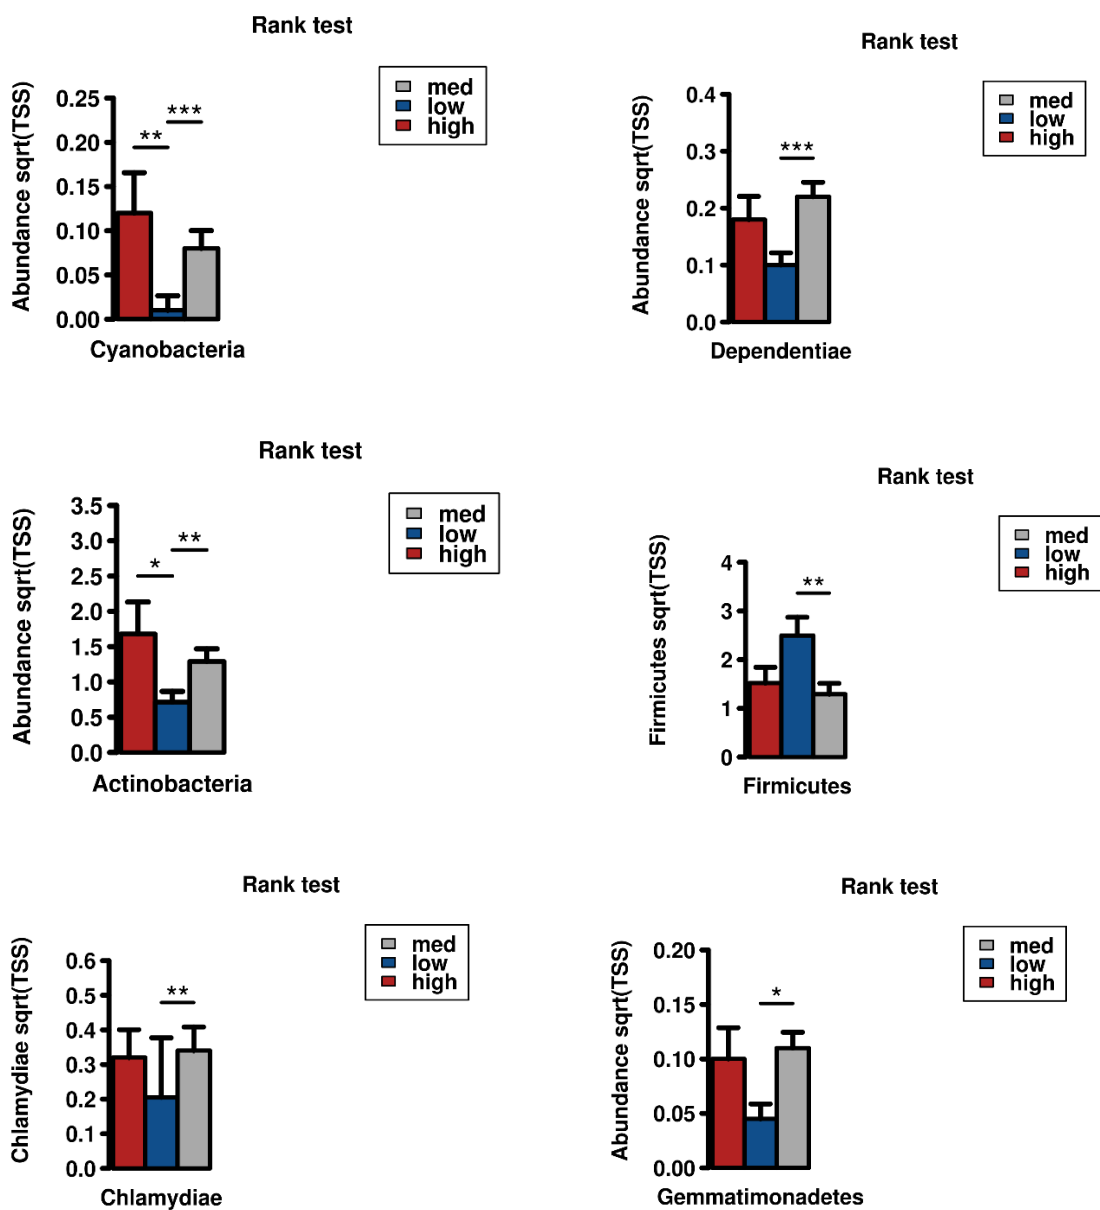 Rank test
med
low
high
Abundance sqrt(TSS)
0.25
0.20
0.15
0.10
0.05
0.00
**
***
Cyanobacteria
Rank test
med
low
high
Abundance sqrt(TSS)
0.4
0.3
0.2
0.1
0.0
***
Dependentiae
Rank test
med
low
high
Abundance sqrt(TSS)
3.5
3.0
2.5
2.0
1.5
1.0
0.5
0.0
*
**
Actinobacteria
Rank test
med
low
high
Firmicutes sqrt(TSS)
4
3
2
1
0
**
Firmicutes
Rank test
med
low
high
Chlamydiae sqrt(TSS)
0.6
0.5
0.4
0.3
0.2
0.1
0.0
**
Chlamydiae
Rank test
med
low
high
Abundance sqrt(TSS)
0.20
0.15
0.10
0.05
0.00
*
Gemmatimonadetes